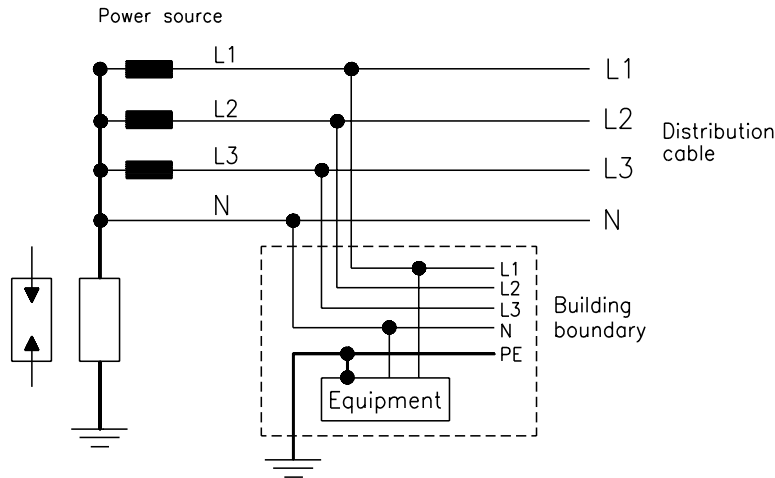 Power source
L1
L1
L2
L2
Distribution
cable
L3
L3
N
N
L1
L2
L3
N
PE
Building
boundary
Equipment